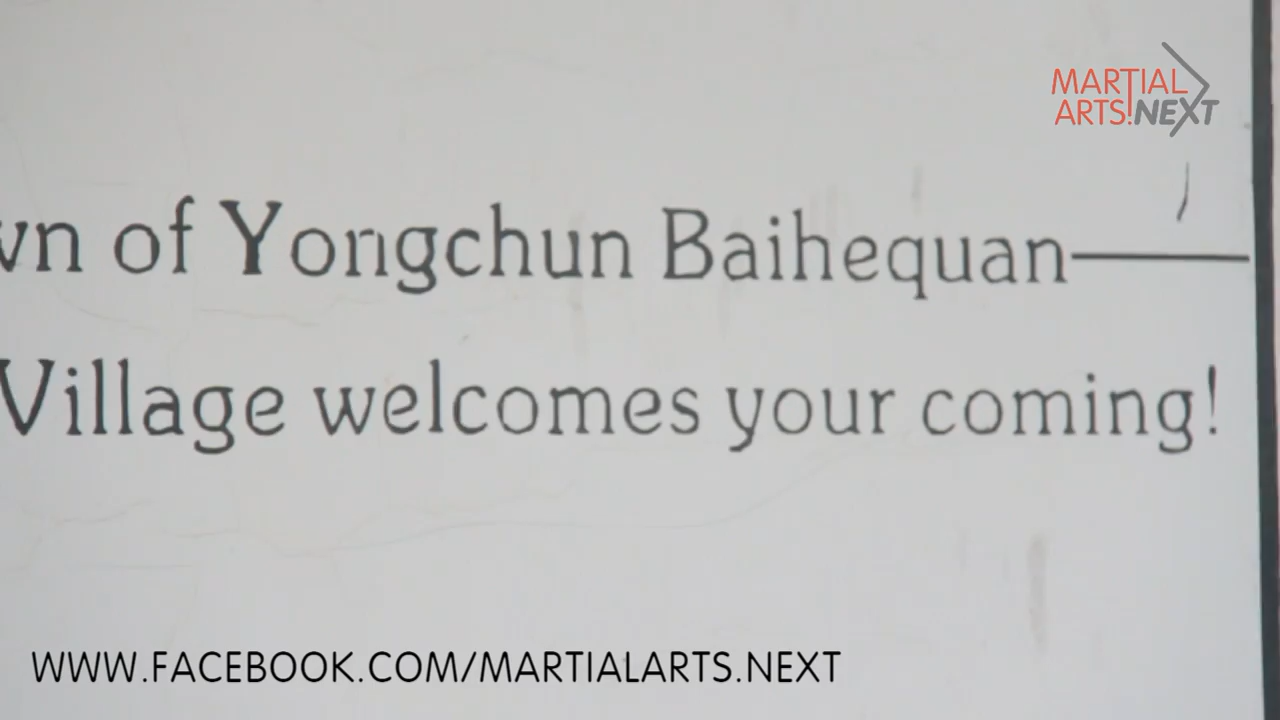 MARTIAL
ARTS.NEXT
of Yongchun Baihequan——
Village welcomes your coming!
WWW.FACEBOOK.COM/MARTIALARTS.NEXT